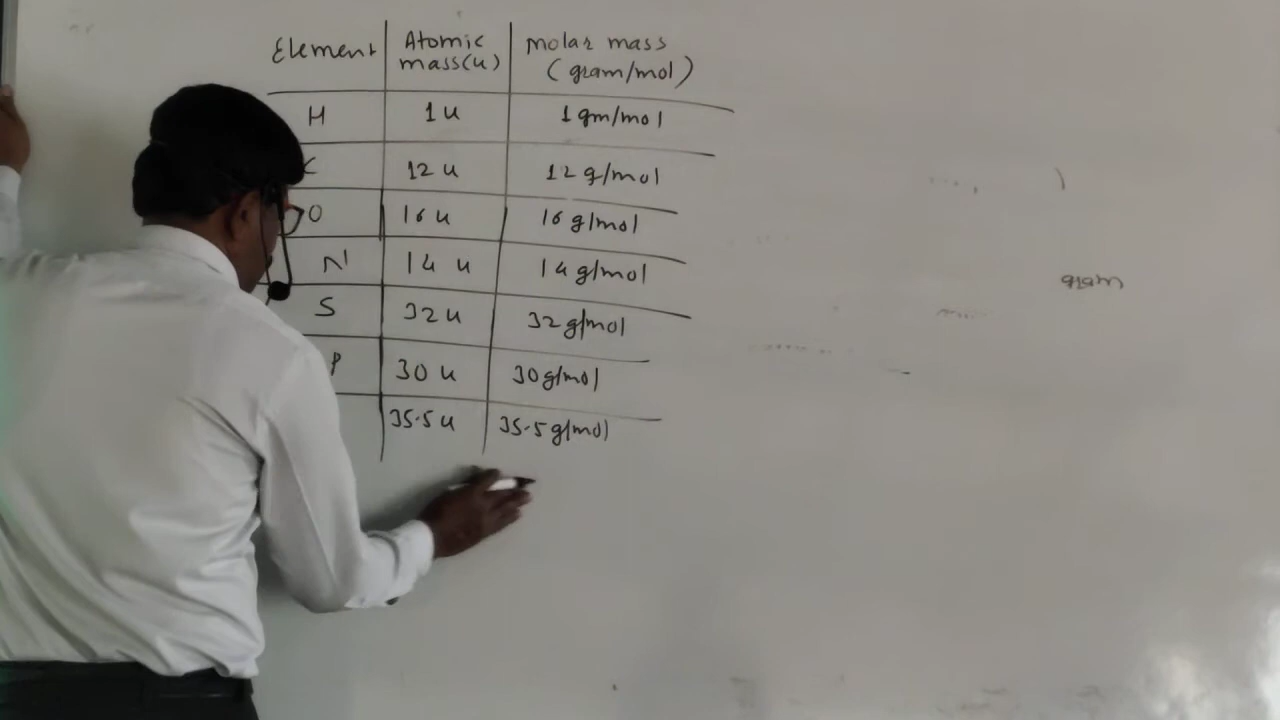 Element Atomic mass(u) molar mass (gram/mol)
H 1 u 1 gm/mol
C 12 u 12 g/mol
O 16 u 16 g/mol
N 14 u 14 g/mol
S 32 u 32 g/mol
P 30 u 30 g/mol
35.5 u 35.5 g/mol
gram